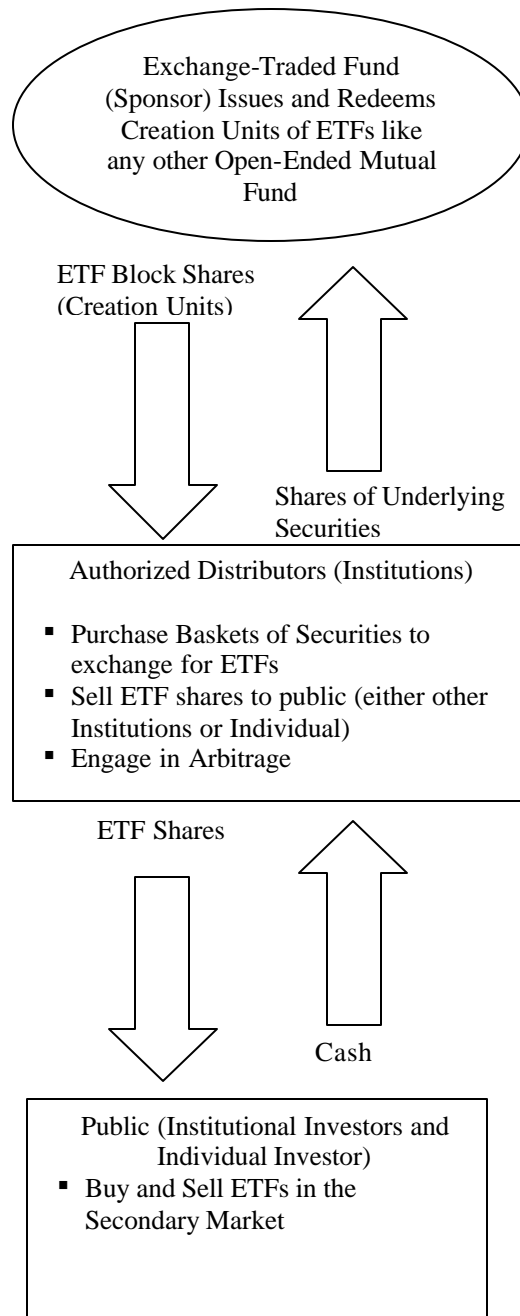 Exchange-Traded Fund
(Sponsor) Issues and Redeems
Creation Units of ETFs like
any other Open-Ended Mutual
Fund
ETF Block Shares
(Creation Units)
Shares of Underlying
Securities
Authorized Distributors (Institutions)
▪ Purchase Baskets of Securities to
exchange for ETFs
▪ Sell ETF shares to public (either other
Institutions or Individual)
▪ Engage in Arbitrage
ETF Shares
Cash
Public (Institutional Investors and
Individual Investor)
▪ Buy and Sell ETFs in the
Secondary Market